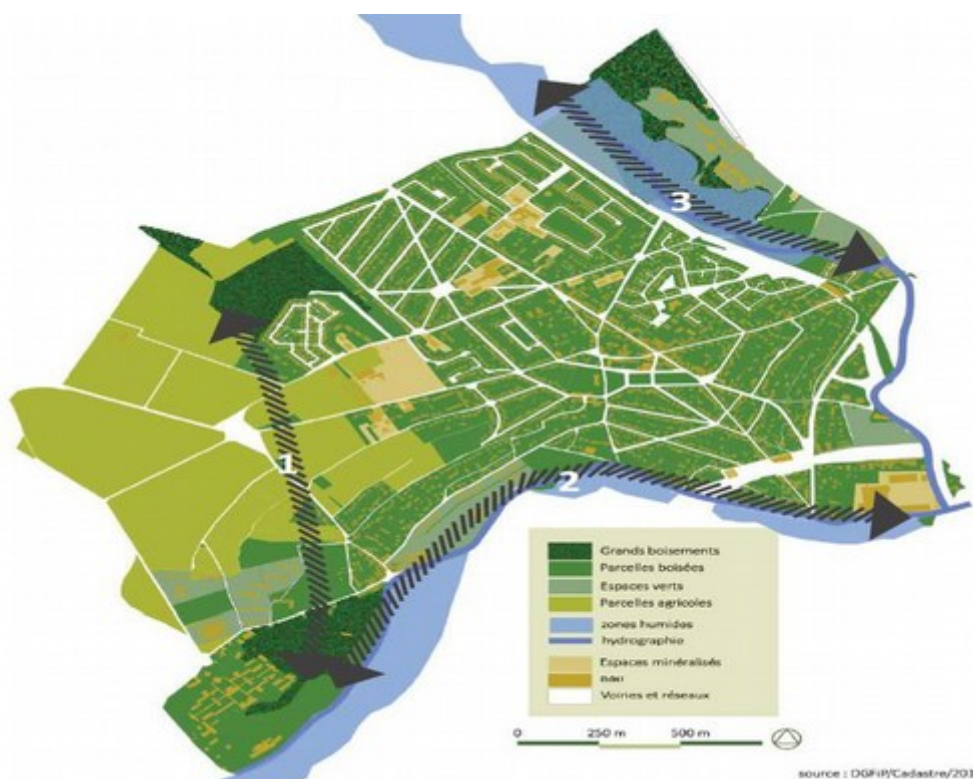 3
1
2
Grands boisements
Parcelles boisées
Espaces verts
Parcelles agricoles
zones humides
hydrographie
Espaces minéralisés
Voiries et réseaux
0 250 m 500 m
source : DGFiP/Cadastre/201